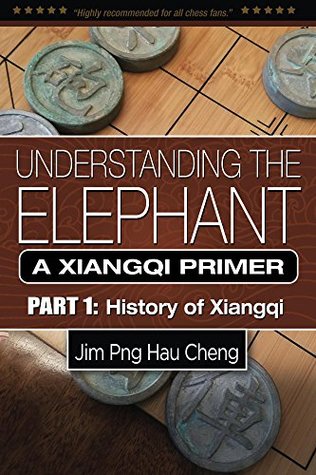 ★★★★★ "Highly recommended for all chess fans." ★★★★★
UNDERSTANDING THE
ELEPHANT
A XIANGQI PRIMER
PART 1: History of Xiangqi
Jim Png Hau Cheng